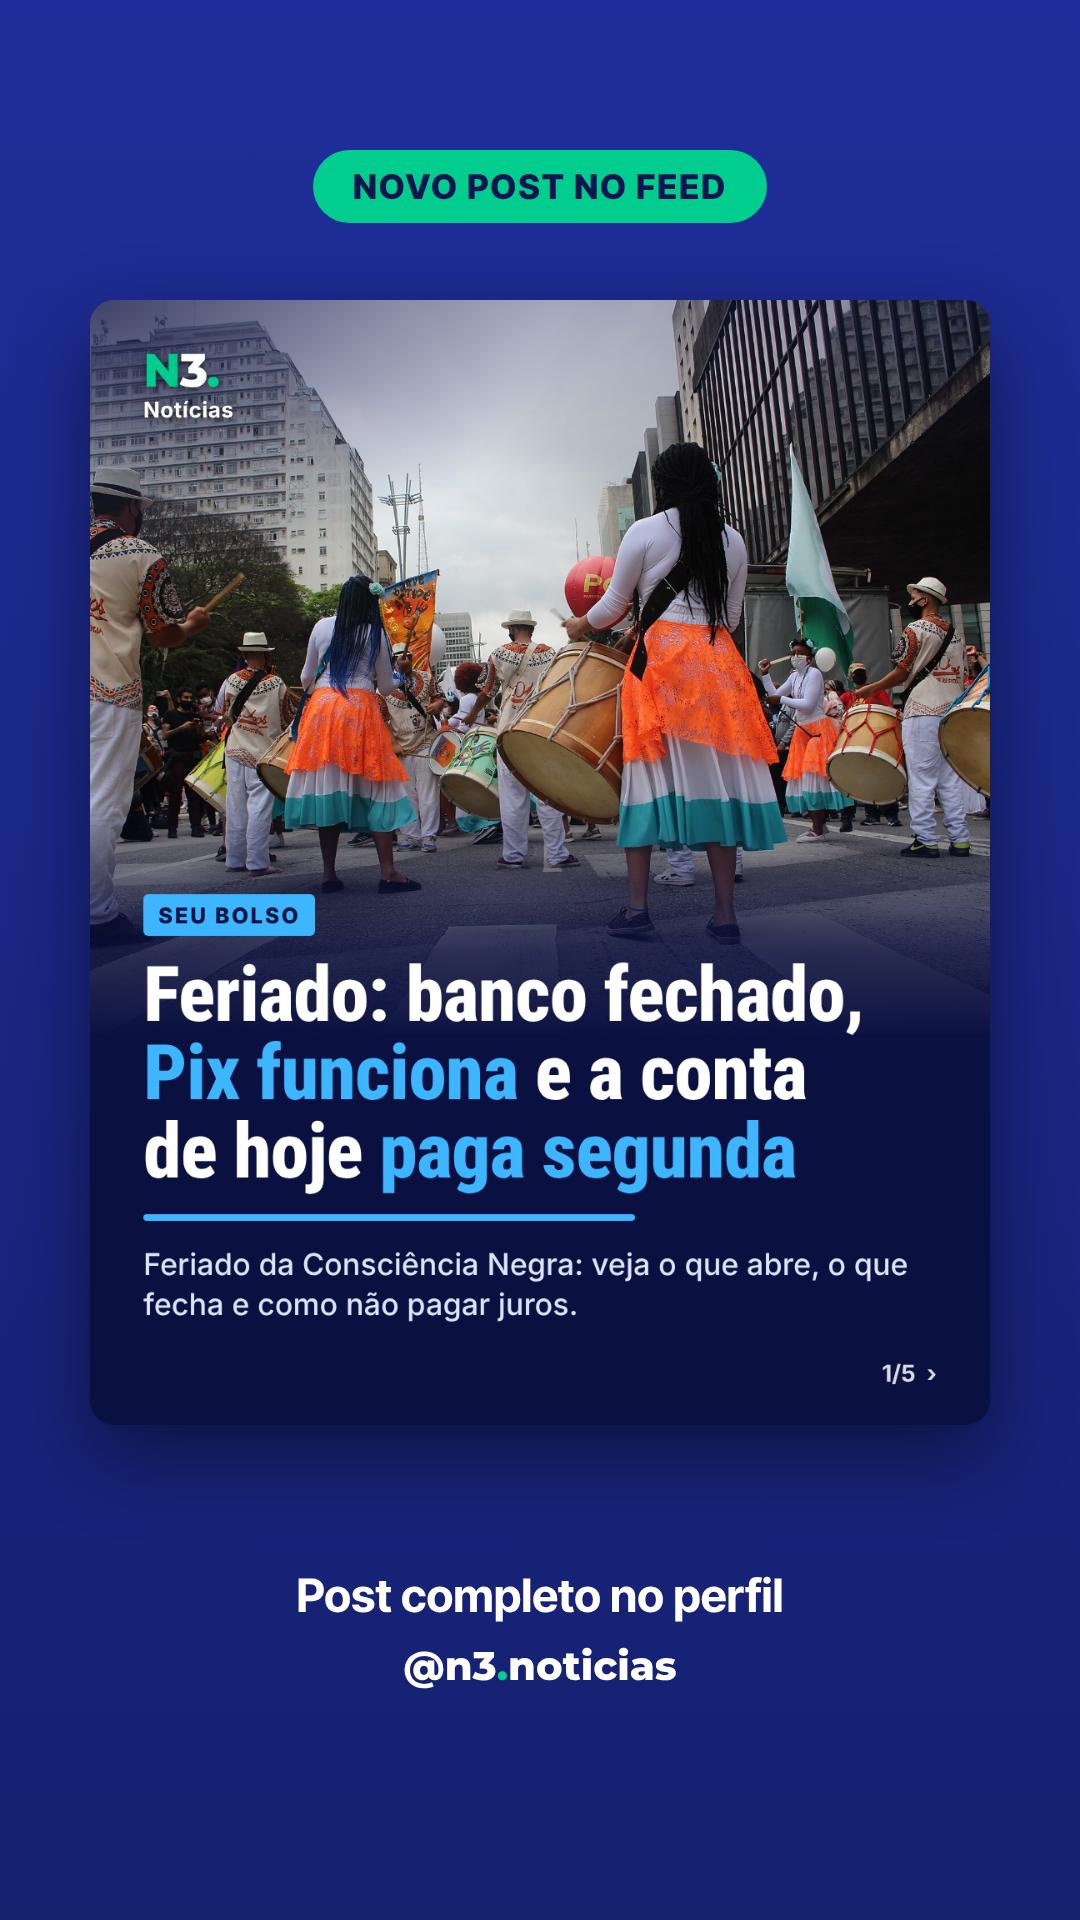 NOVO POST NO FEED
N3.
Notícias
SEU BOLSO
Feriado: banco fechado,
Pix funciona e a conta
de hoje paga segunda
Feriado da Consciência Negra: veja o que abre, o que
fecha e como não pagar juros.
1/5 ›
Post completo no perfil
@n3.noticias